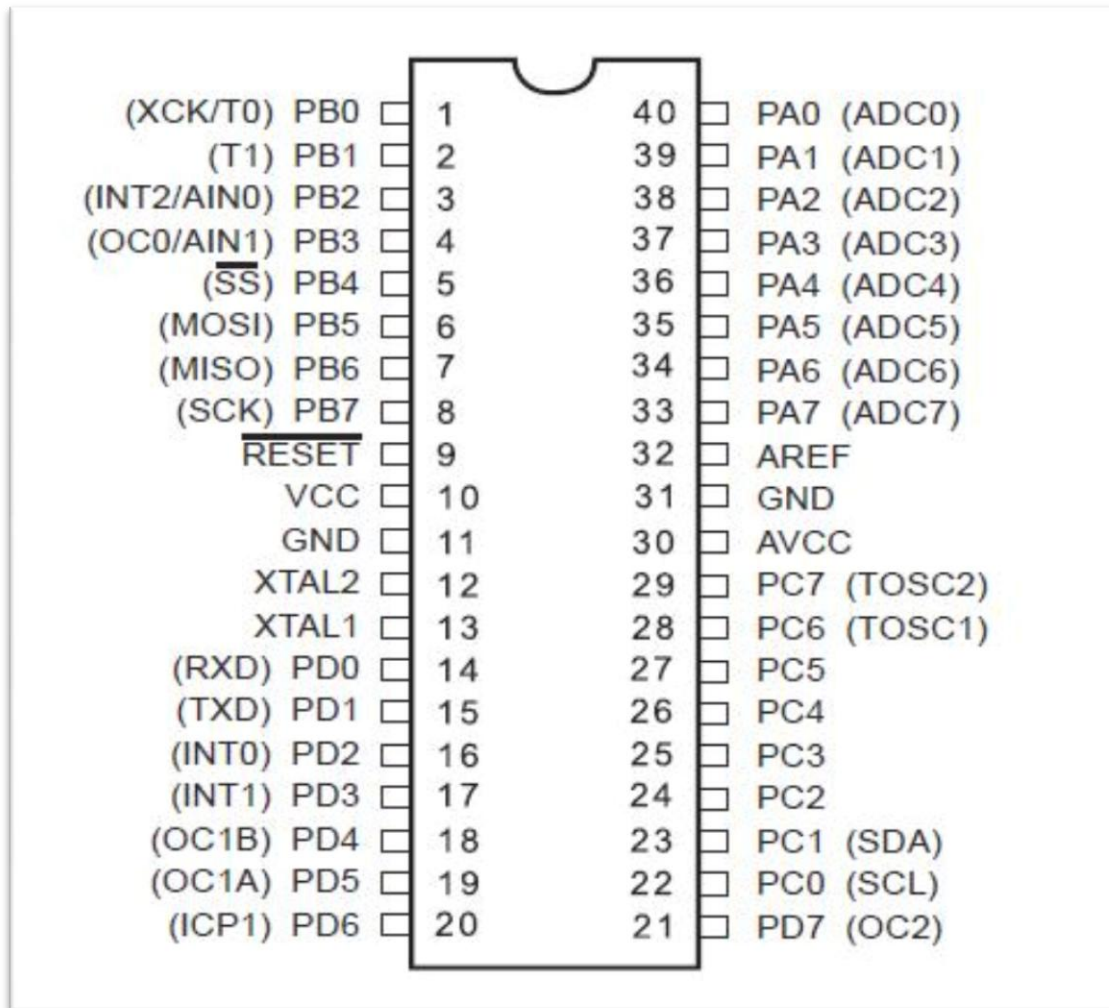 (XCK/T0) PB0 1 40 PA0 (ADC0)
(T1) PB1 2 39 PA1 (ADC1)
(INT2/AIN0) PB2 3 38 PA2 (ADC2)
(OC0/AIN1) PB3 4 37 PA3 (ADC3)
(SS) PB4 5 36 PA4 (ADC4)
(MOSI) PB5 6 35 PA5 (ADC5)
(MISO) PB6 7 34 PA6 (ADC6)
(SCK) PB7 8 33 PA7 (ADC7)
RESET 9 32 AREF
VCC 10 31 GND
GND 11 30 AVCC
XTAL2 12 29 PC7 (TOSC2)
XTAL1 13 28 PC6 (TOSC1)
(RXD) PD0 14 27 PC5
(TXD) PD1 15 26 PC4
(INT0) PD2 16 25 PC3
(INT1) PD3 17 24 PC2
(OC1B) PD4 18 23 PC1 (SDA)
(OC1A) PD5 19 22 PC0 (SCL)
(ICP1) PD6 20 21 PD7 (OC2)